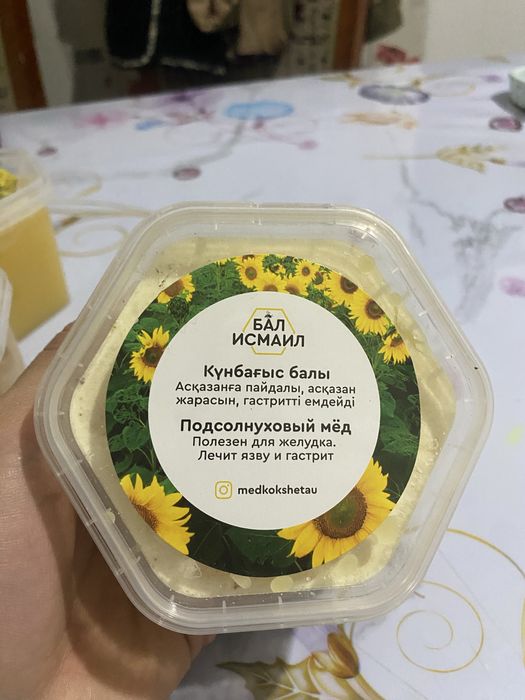 БАЛ
ИСМАИЛ
Күнбағыс балы
Асқазанға пайдалы, асқазан
жарасын, гастритті емдейді
Подсолнуховый мёд
Полезен для желудка.
Лечит язву и гастрит
medkokshetau